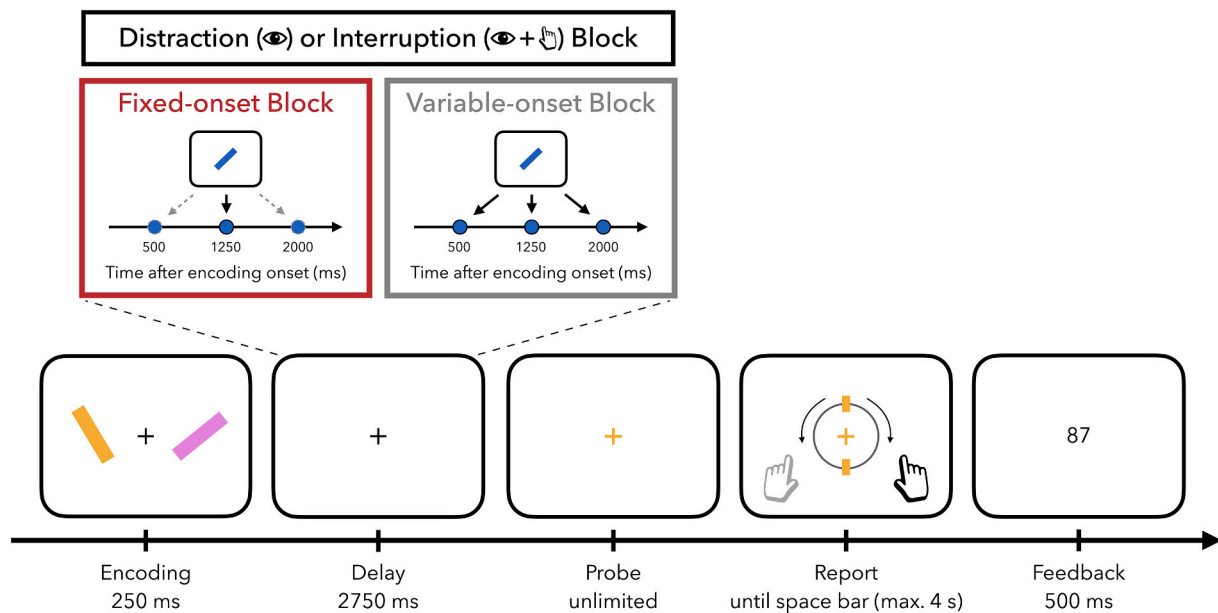 Distraction (👁) or Interruption (👁+👆) Block
Fixed-onset Block
500 1250 2000
Time after encoding onset (ms)
Variable-onset Block
500 1250 2000
Time after encoding onset (ms)
87
Encoding
250 ms
Delay
2750 ms
Probe
unlimited
Report
until space bar (max. 4 s)
Feedback
500 ms